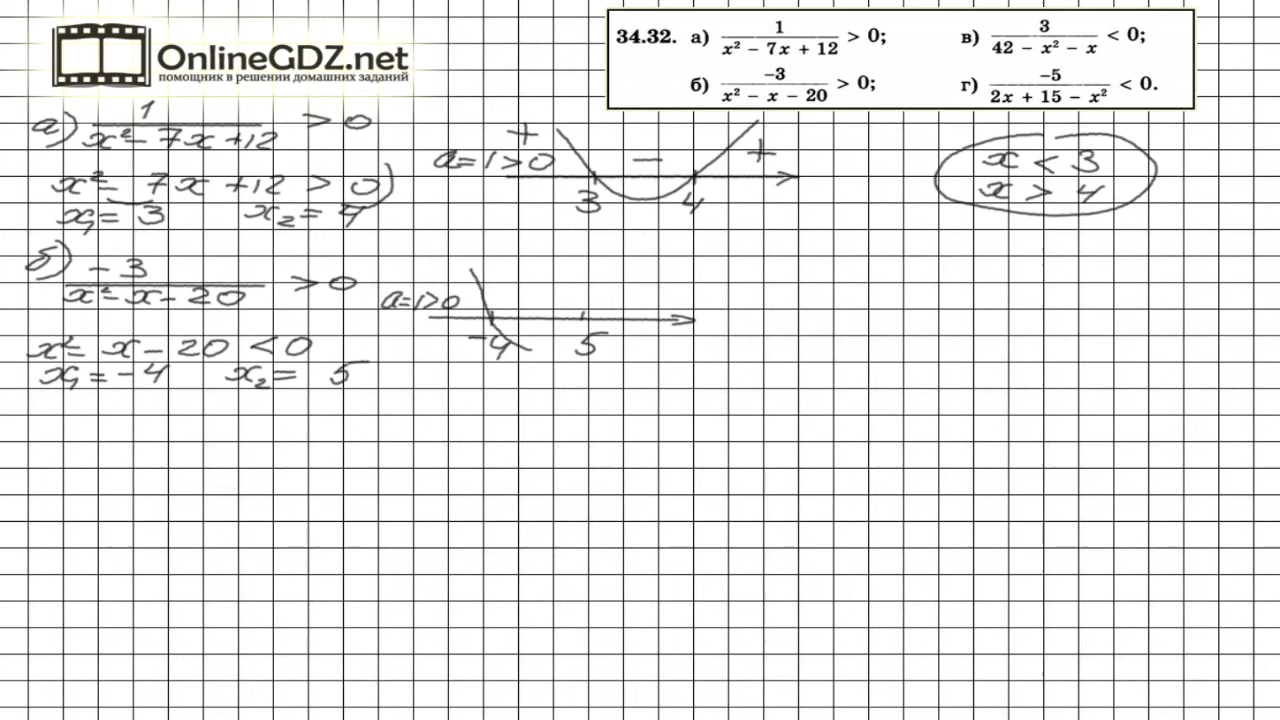 OnlineGDZ.net
помощник в решении домашних заданий
34.32. а) 1/(x² − 7x + 12) > 0; в) 3/(42 − x² − x) < 0;
б) −3/(x² − x − 20) > 0; г) −5/(2x + 15 − x²) < 0.
а) 1/(x² − 7x + 12) > 0
x² − 7x + 12 > 0
x₁ = 3 x₂ = 4
+ − +
a = 1 > 0
3 4
x < 3
x > 4
б) −3/(x² − x − 20) > 0
x² − x − 20 < 0
x₁ = −4 x₂ = 5
a = 1 > 0
−4 5